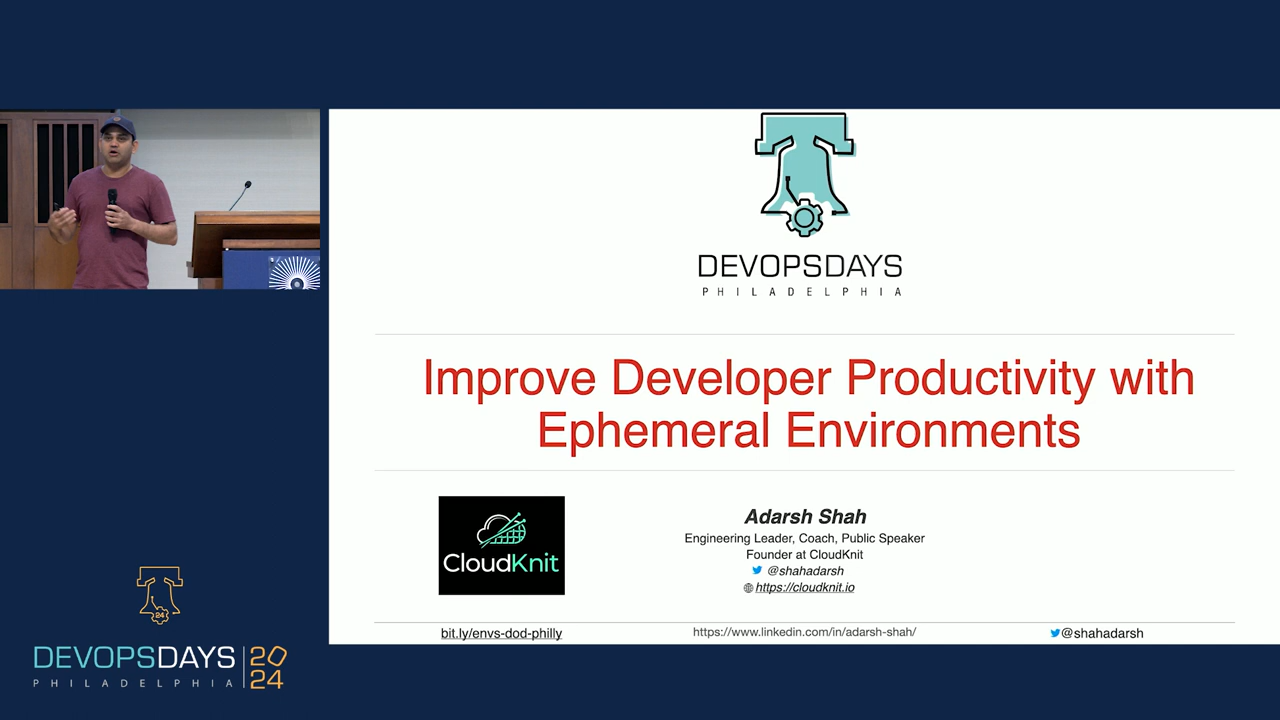 DEVOPSDAYS
PHILADELPHIA
Improve Developer Productivity with
Ephemeral Environments
CloudKnit
Adarsh Shah
Engineering Leader, Coach, Public Speaker
Founder at CloudKnit
@shahadarsh
https://cloudknit.io
bit.ly/envs-dod-philly
https://www.linkedin.com/in/adarsh-shah/
@shahadarsh
24
DEVOPSDAYS 2024
PHILADELPHIA